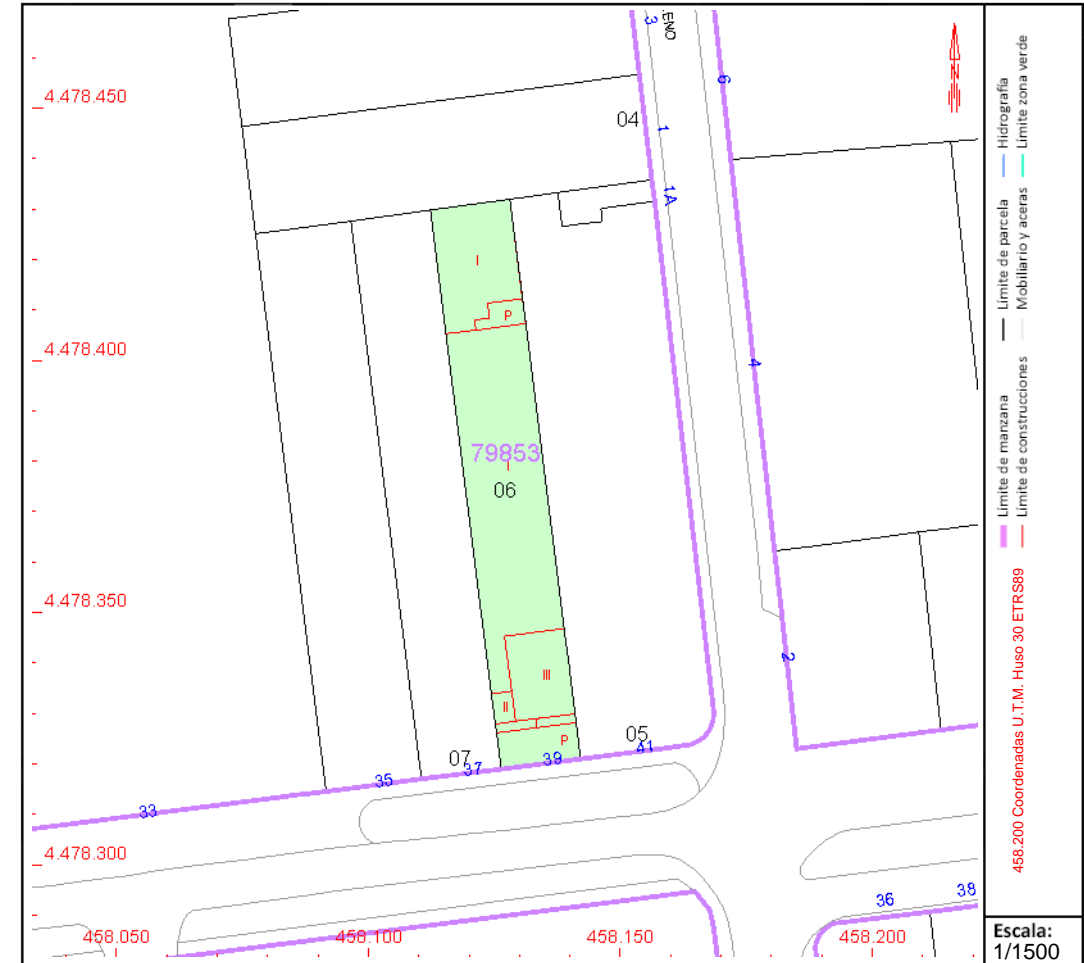 ENO
3
6
4.478.450
04
1
1A
I
P
4.478.400
4
79853
I
06
4.478.350
2
III
II
P
05
07
41
39
37
35
33
4.478.300
36
38
458.050
458.100
458.150
458.200
N
Hidrografía
Límite zona verde
Límite de parcela
Mobiliario y aceras
Límite de manzana
Límite de construcciones
458.200 Coordenadas U.T.M. Huso 30 ETRS89
Escala:
1/1500